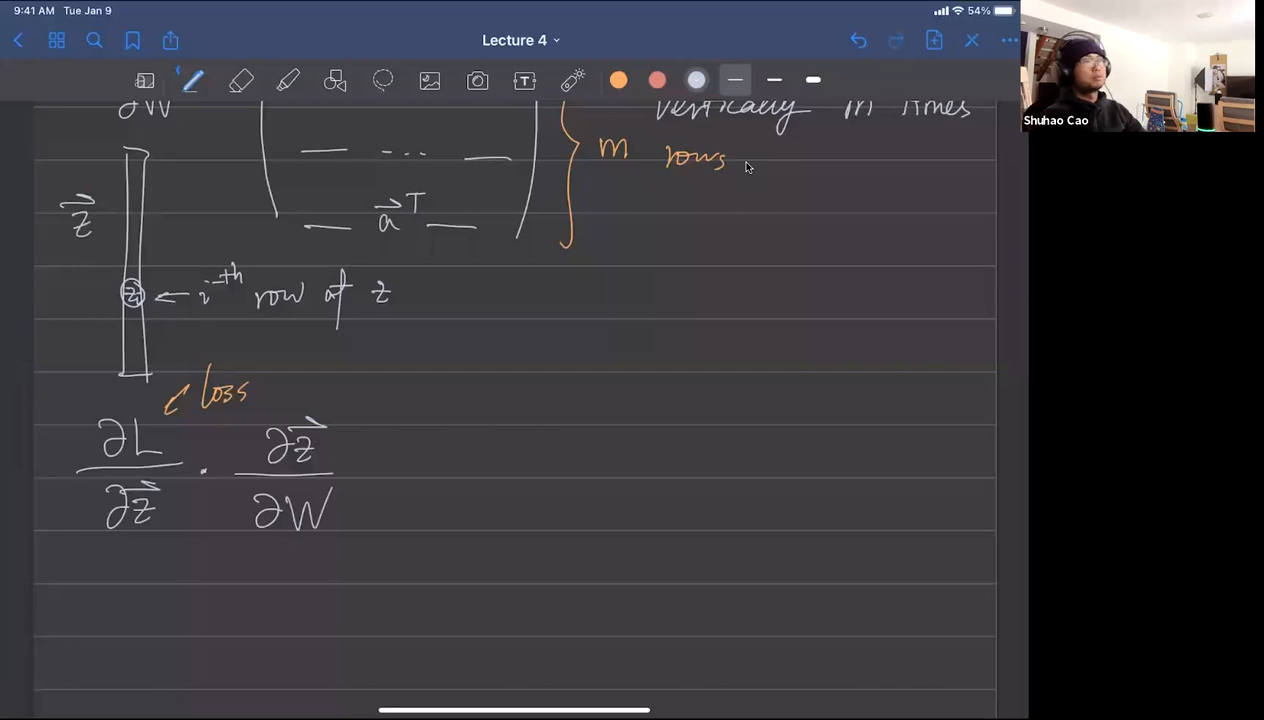 9:41 AM Tue Jan 9
54%
Lecture 4
∂W
vertically m times
m rows
z⃗
a⃗ᵀ
zᵢ ← i-th row of z
loss
∂L/∂z⃗ · ∂z⃗/∂W
Shuhao Cao